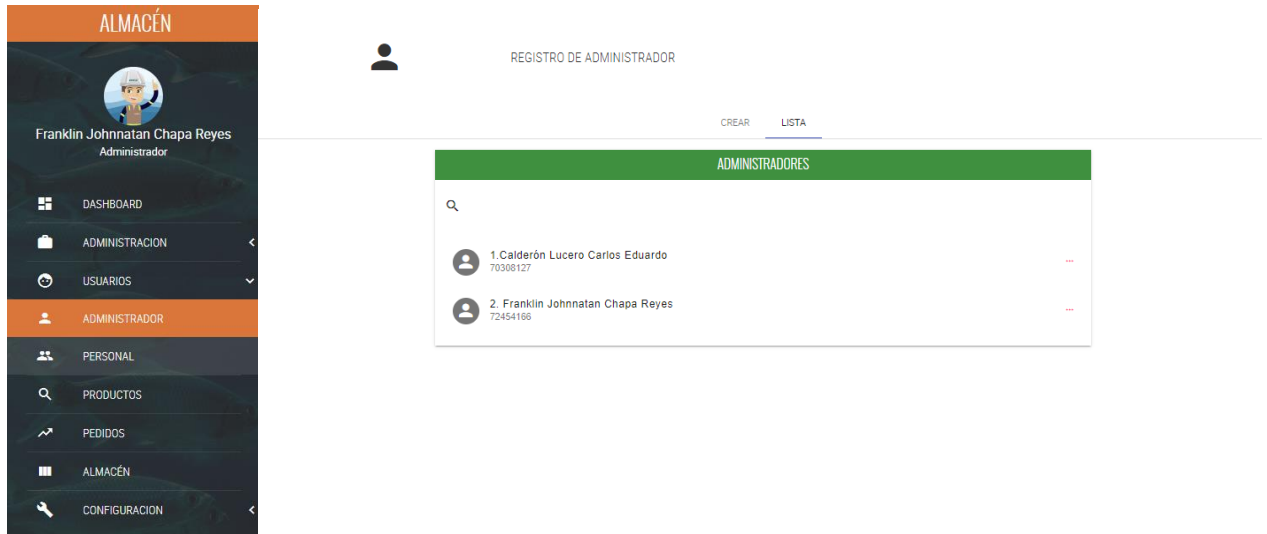 ALMACÉN
Franklin Johnnatan Chapa Reyes
Administrador
DASHBOARD
ADMINISTRACION
USUARIOS
ADMINISTRADOR
PERSONAL
PRODUCTOS
PEDIDOS
ALMACÉN
CONFIGURACION
REGISTRO DE ADMINISTRADOR
CREAR LISTA
ADMINISTRADORES
1.Calderón Lucero Carlos Eduardo
70308127
2. Franklin Johnnatan Chapa Reyes
72454166